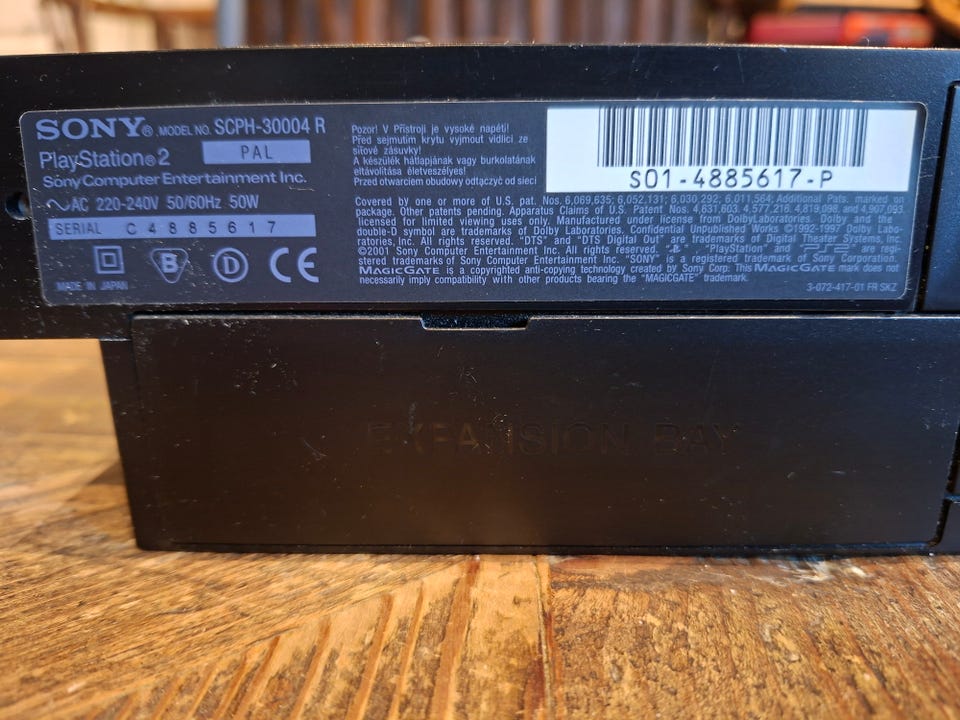 SONY® MODEL NO. SCPH-30004 R
PlayStation®2 PAL
Sony Computer Entertainment Inc.
~AC 220-240V 50/60Hz 50W
SERIAL C4885617
B D CE
MADE IN JAPAN
Pozor! V Přístroji je vysoké napětí!
Před sejmutím krytu vyjmout vidlici ze
síťové zásuvky!
A készülék hátlapjának vagy burkolatának
eltávolítása életveszélyes!
Przed otwarciem obudowy odłączyć od sieci
S01-4885617-P
Covered by one or more of U.S. pat. Nos. 6,069,635; 6,052,131; 6,030,292, 6,011,564; Additional Pats. marked on
package. Other patents pending. Apparatus Claims of U.S. Patent Nos. 4,631,603, 4,577,216, 4,819,098, and 4,907,093
licensed for limited viewing uses only. Manufactured under license from DolbyLaboratories. Dolby and the
double-D symbol are trademarks of Dolby Laboratories. Confidential Unpublished Works ©1992-1997 Dolby Labo-
ratories, Inc. All rights reserved. "DTS" and "DTS Digital Out" are trademarks of Digital Theater Systems, Inc.
©2001 Sony Computer Entertainment Inc. All rights reserved. "PlayStation" and are regi-
stered trademarks of Sony Computer Entertainment Inc. "SONY" is a registered trademark of Sony Corporation.
MAGICGATE is a copyrighted anti-copying technology created by Sony Corp: This MAGICGATE mark does not
necessarily imply compatibility with other products bearing the "MAGICGATE" trademark.
3-072-417-01 FR SKZ
EXPANSION BAY